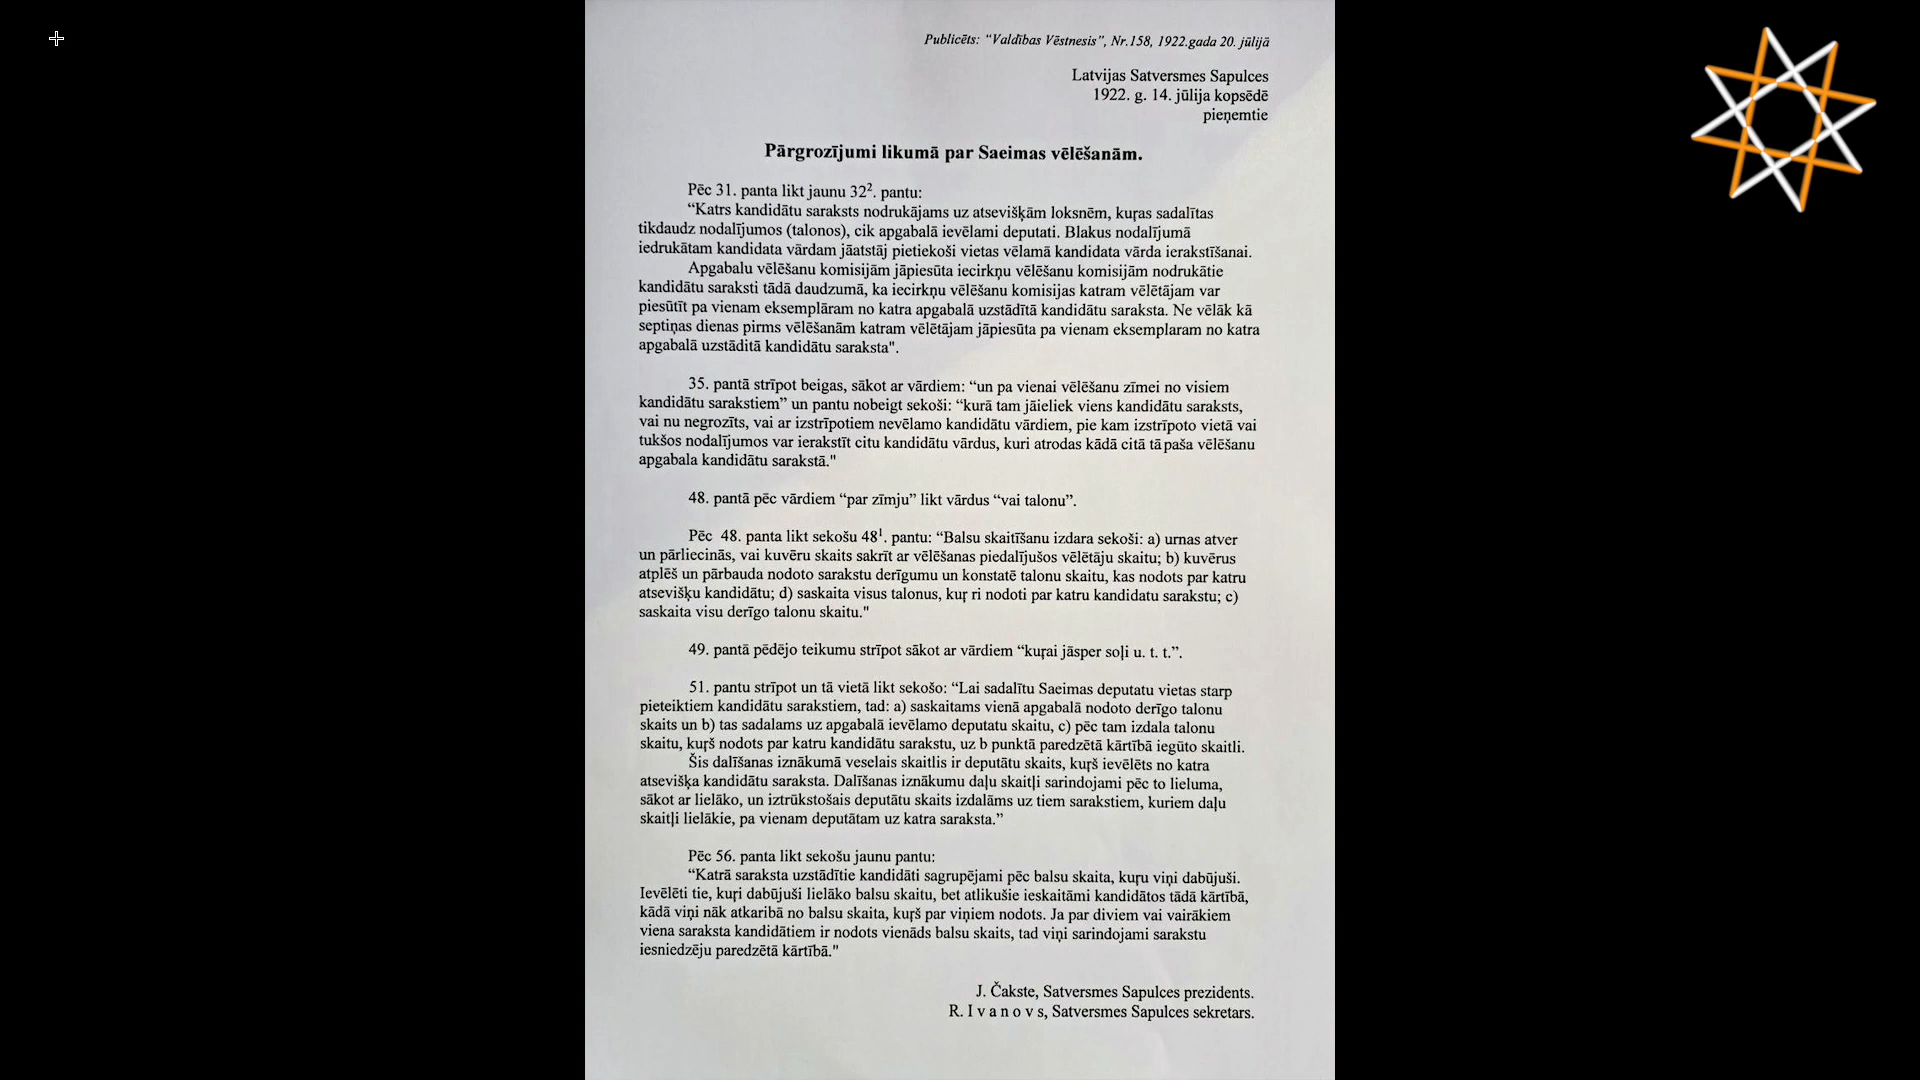 Publicēts: “Valdības Vēstnesis”, Nr.158, 1922.gada 20. jūlijā
Latvijas Satversmes Sapulces
1922. g. 14. jūlija kopsēdē
pieņemtie
Pārgrozījumi likumā par Saeimas vēlēšanām.
Pēc 31. panta likt jaunu 32². pantu:
“Katrs kandidātu saraksts nodrukājams uz atsevišķām loksnēm, kuŗas sadalītas
tikdaudz nodalījumos (talonos), cik apgabalā ievēlami deputati. Blakus nodalījumā
iedrukātam kandidata vārdam jāatstāj pietiekoši vietas vēlamā kandidata vārda ierakstīšanai.
Apgabalu vēlēšanu komisijām jāpiesūta iecirkņu vēlēšanu komisijām nodrukātie
kandidātu saraksti tādā daudzumā, ka iecirkņu vēlēšanu komisijas katram vēlētājam var
piesūtīt pa vienam eksemplāram no katra apgabalā uzstādītā kandidātu saraksta. Ne vēlāk kā
septiņas dienas pirms vēlēšanām katram vēlētājam jāpiesūta pa vienam eksemplaram no katra
apgabalā uzstāditā kandidātu saraksta".
35. pantā strīpot beigas, sākot ar vārdiem: “un pa vienai vēlēšanu zīmei no visiem
kandidātu sarakstiem” un pantu nobeigt sekoši: “kurā tam jāieliek viens kandidātu saraksts,
vai nu negrozīts, vai ar izstrīpotiem nevēlamo kandidātu vārdiem, pie kam izstrīpoto vietā vai
tukšos nodalījumos var ierakstīt citu kandidātu vārdus, kuri atrodas kādā citā tā paša vēlēšanu
apgabala kandidātu sarakstā."
48. pantā pēc vārdiem “par zīmju” likt vārdus “vai talonu”.
Pēc 48. panta likt sekošu 48¹. pantu: “Balsu skaitīšanu izdara sekoši: a) urnas atver
un pārliecinās, vai kuvēru skaits sakrīt ar vēlēšanas piedalījušos vēlētāju skaitu; b) kuvērus
atplēš un pārbauda nodoto sarakstu derīgumu un konstatē talonu skaitu, kas nodots par katru
atsevišķu kandidātu; d) saskaita visus talonus, kuŗ ri nodoti par katru kandidatu sarakstu; c)
saskaita visu derīgo talonu skaitu."
49. pantā pēdējo teikumu strīpot sākot ar vārdiem “kuŗai jāsper soļi u. t. t.”.
51. pantu strīpot un tā vietā likt sekošo: “Lai sadalītu Saeimas deputatu vietas starp
pieteiktiem kandidātu sarakstiem, tad: a) saskaitams vienā apgabalā nodoto derīgo talonu
skaits un b) tas sadalams uz apgabalā ievēlamo deputatu skaitu, c) pēc tam izdala talonu
skaitu, kuŗš nodots par katru kandidātu sarakstu, uz b punktā paredzētā kārtībā iegūto skaitli.
Šis dalīšanas iznākumā veselais skaitlis ir deputātu skaits, kuŗš ievēlēts no katra
atsevišķa kandidātu saraksta. Dalīšanas iznākumu daļu skaitļi sarindojami pēc to lieluma,
sākot ar lielāko, un iztrūkstošais deputātu skaits izdalāms uz tiem sarakstiem, kuriem daļu
skaitļi lielākie, pa vienam deputātam uz katra saraksta.”
Pēc 56. panta likt sekošu jaunu pantu:
“Katrā saraksta uzstādītie kandidāti sagrupējami pēc balsu skaita, kuŗu viņi dabūjuši.
Ievēlēti tie, kuŗi dabūjuši lielāko balsu skaitu, bet atlikušie ieskaitāmi kandidātos tādā kārtībā,
kādā viņi nāk atkaribā no balsu skaita, kuŗš par viņiem nodots. Ja par diviem vai vairākiem
viena saraksta kandidātiem ir nodots vienāds balsu skaits, tad viņi sarindojami sarakstu
iesniedzēju paredzētā kārtībā."
J. Čakste, Satversmes Sapulces prezidents.
R. I v a n o v s, Satversmes Sapulces sekretars.